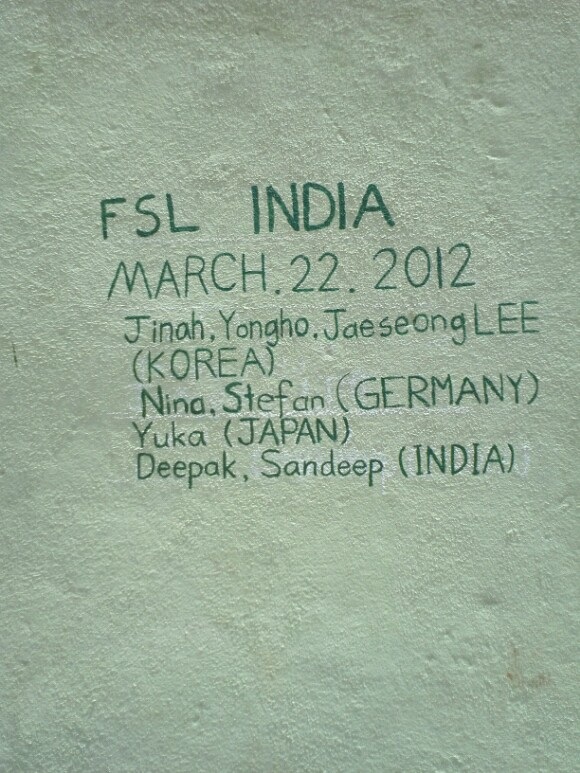 FSL INDIA
MARCH.22.2012
Jinah, Yongho, Jaeseong LEE
(KOREA)
Nina, Stefan (GERMANY)
Yuka (JAPAN)
Deepak, Sandeep (INDIA)